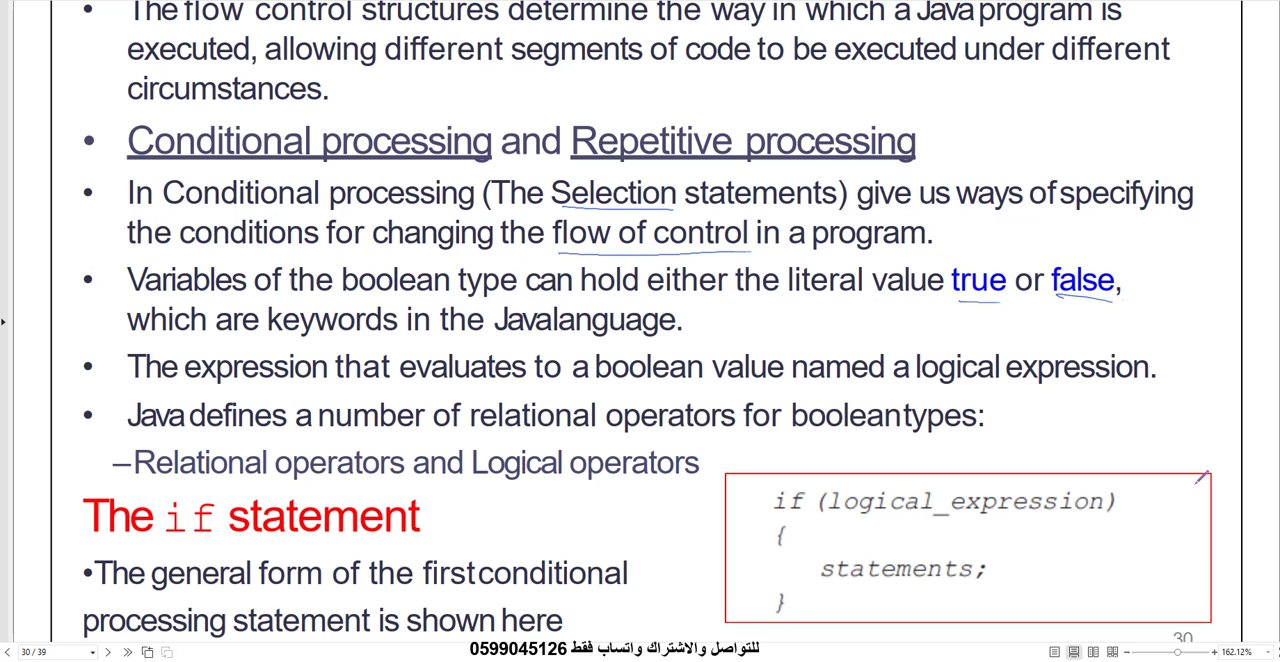 • The flow control structures determine the way in which a Java program is
executed, allowing different segments of code to be executed under different
circumstances.
• Conditional processing and Repetitive processing
• In Conditional processing (The Selection statements) give us ways of specifying
the conditions for changing the flow of control in a program.
• Variables of the boolean type can hold either the literal value true or false,
which are keywords in the Java language.
• The expression that evaluates to a boolean value named a logical expression.
• Java defines a number of relational operators for boolean types:
–Relational operators and Logical operators
The if statement
•The general form of the first conditional
processing statement is shown here
if (logical_expression)
{
statements;
}
30
للتواصل والاشتراك واتساب فقط 0599045126
30 / 39
162.12%